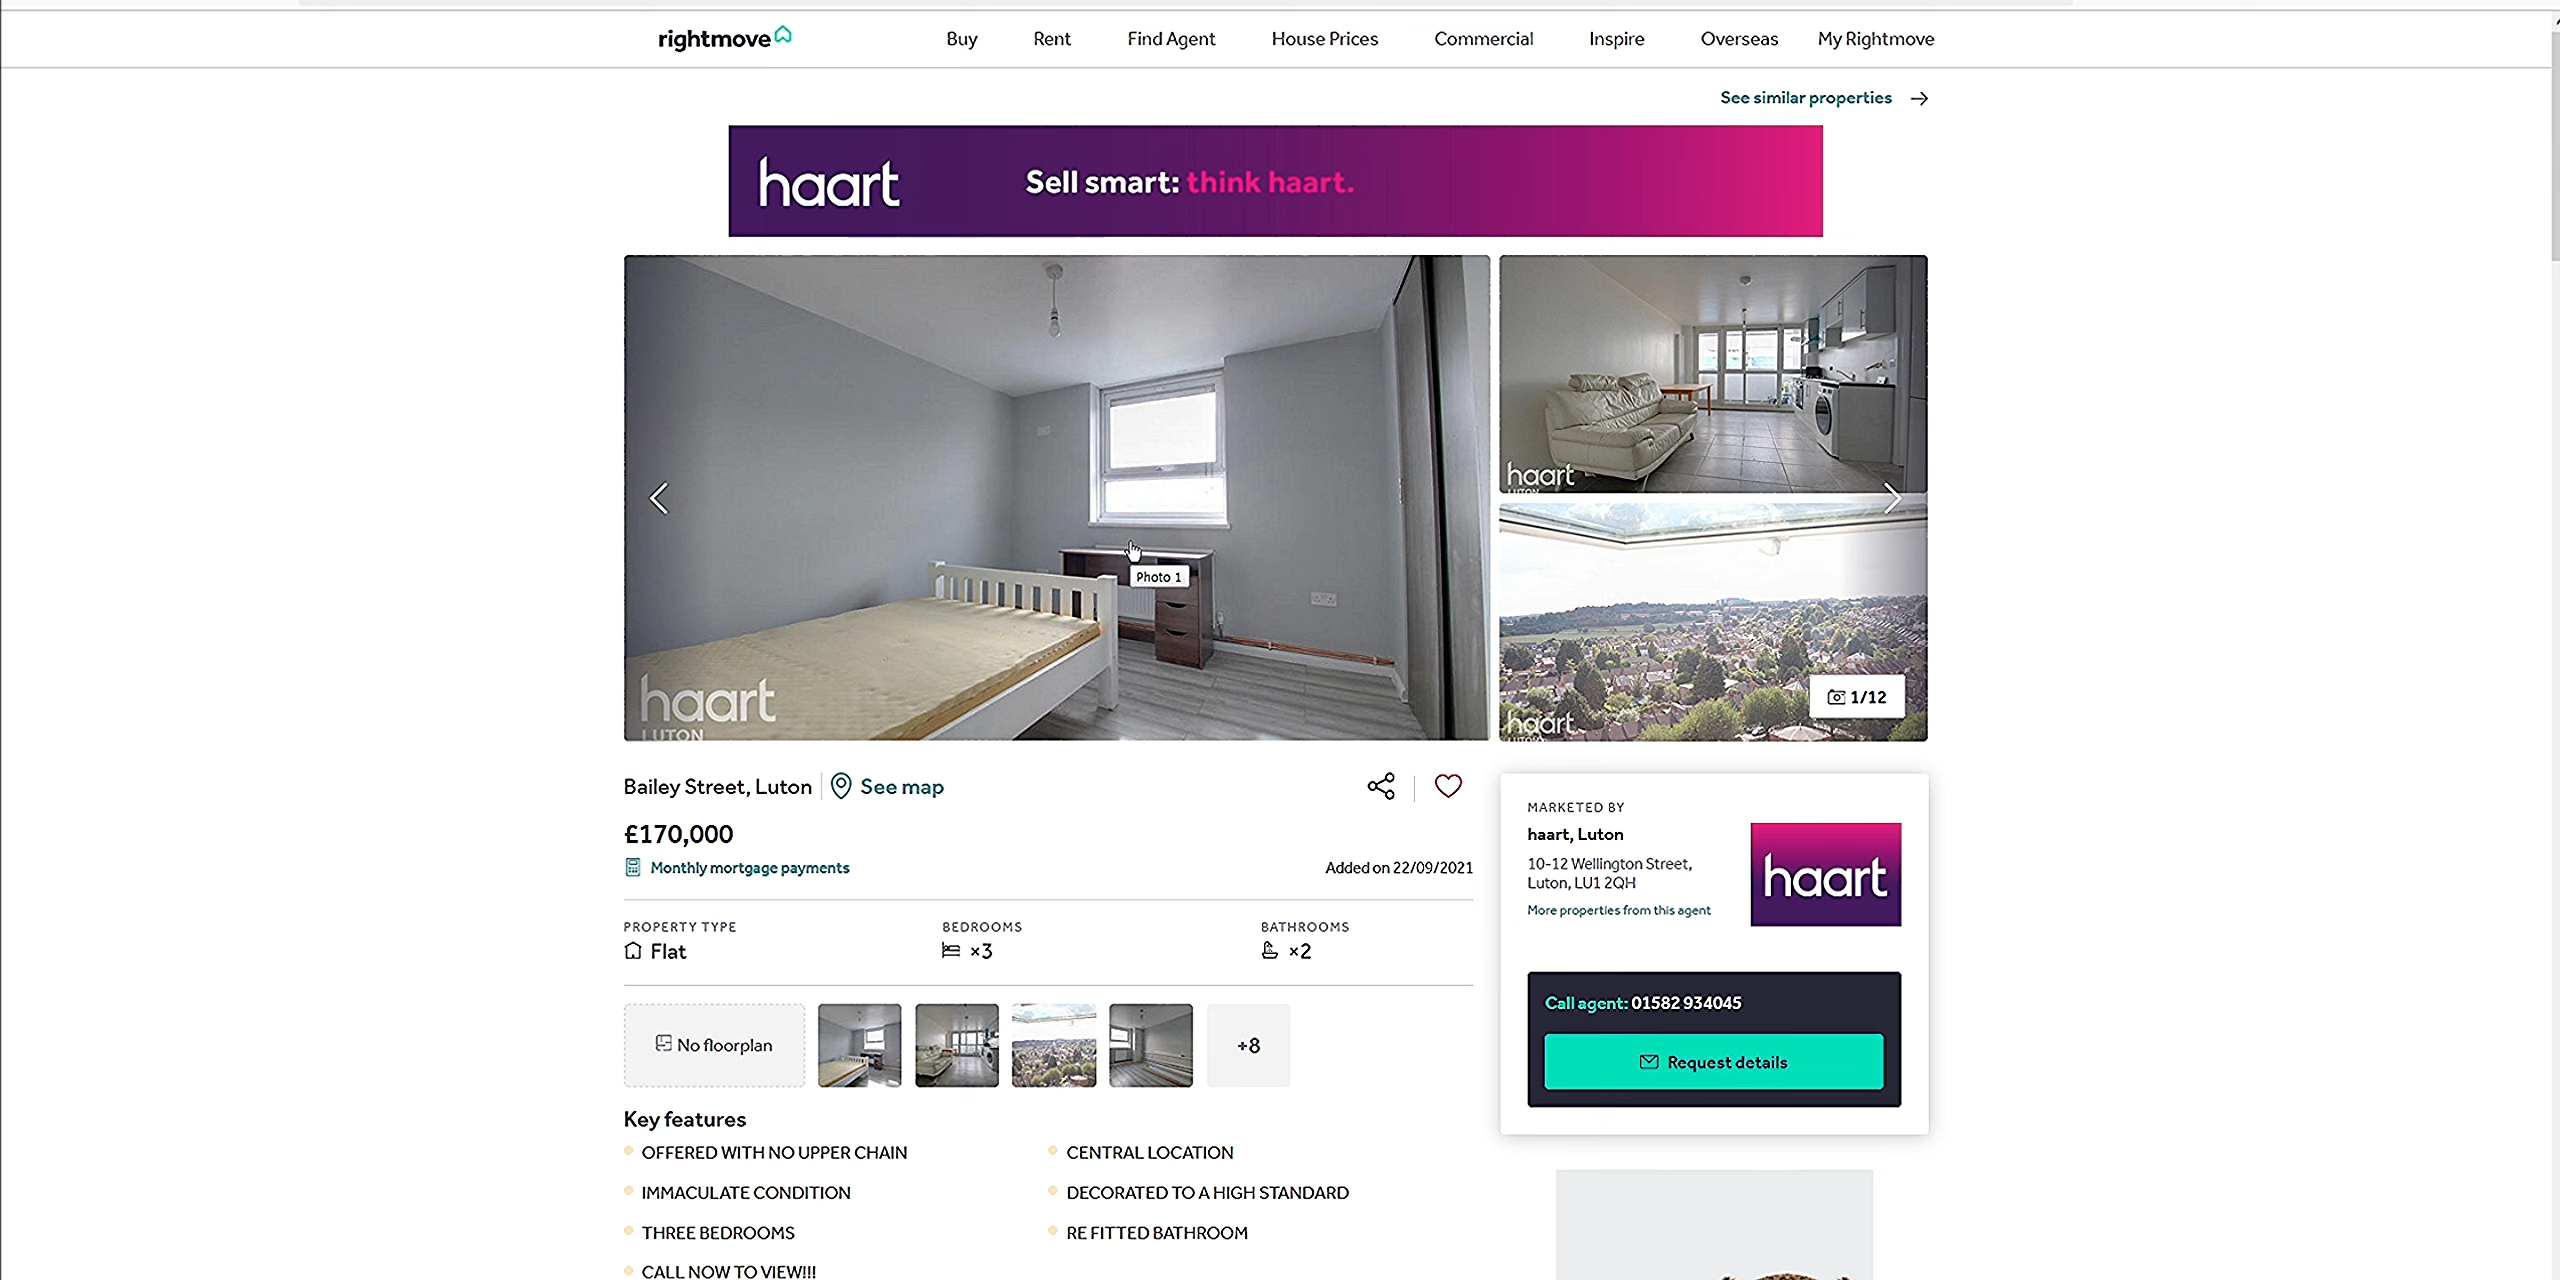 rightmove
Buy
Rent
Find Agent
House Prices
Commercial
Inspire
Overseas
My Rightmove
See similar properties
haart
Sell smart: think haart.
haart
LUTON
Photo 1
haart
LUTON
haart
LUTON
1/12
Bailey Street, Luton
See map
£170,000
Monthly mortgage payments
Added on 22/09/2021
PROPERTY TYPE
Flat
BEDROOMS
×3
BATHROOMS
×2
No floorplan
+8
Key features
OFFERED WITH NO UPPER CHAIN
CENTRAL LOCATION
IMMACULATE CONDITION
DECORATED TO A HIGH STANDARD
THREE BEDROOMS
RE FITTED BATHROOM
CALL NOW TO VIEW!!!
MARKETED BY
haart, Luton
10-12 Wellington Street,
Luton, LU1 2QH
More properties from this agent
haart
Call agent: 01582 934045
Request details